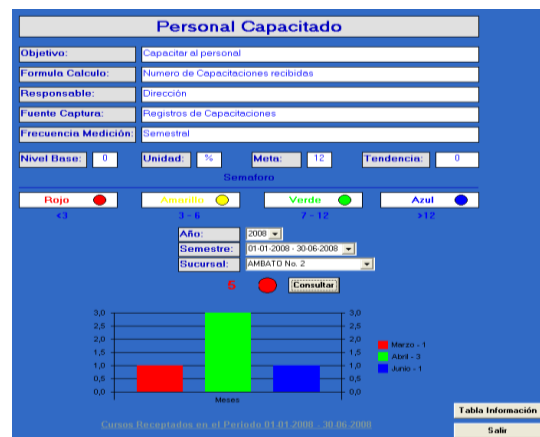 Personal Capacitado
Objetivo: Capacitar al personal
Formula Calculo: Numero de Capacitaciones recibidas
Responsable: Dirección
Fuente Captura: Registros de Capacitaciones
Frecuencia Medición: Semestral
Nivel Base: 0 Unidad: % Meta: 12 Tendencia: 0
Semaforo
Rojo Amarillo Verde Azul
<3 3 - 6 7 - 12 >12
Año: 2008
Semestre: 01-01-2008 - 30-06-2008
Sucursal: AMBATO No. 2
5 Consultar
3,0 3,0
2,5 2,5
2,0 2,0
1,5 1,5
1,0 1,0
0,5 0,5
0,0 0,0
Marzo - 1
Abril - 3
Junio - 1
Meses
Cursos Receptados en el Periodo 01-01-2008 - 30-06-2008
Tabla Información
Salir